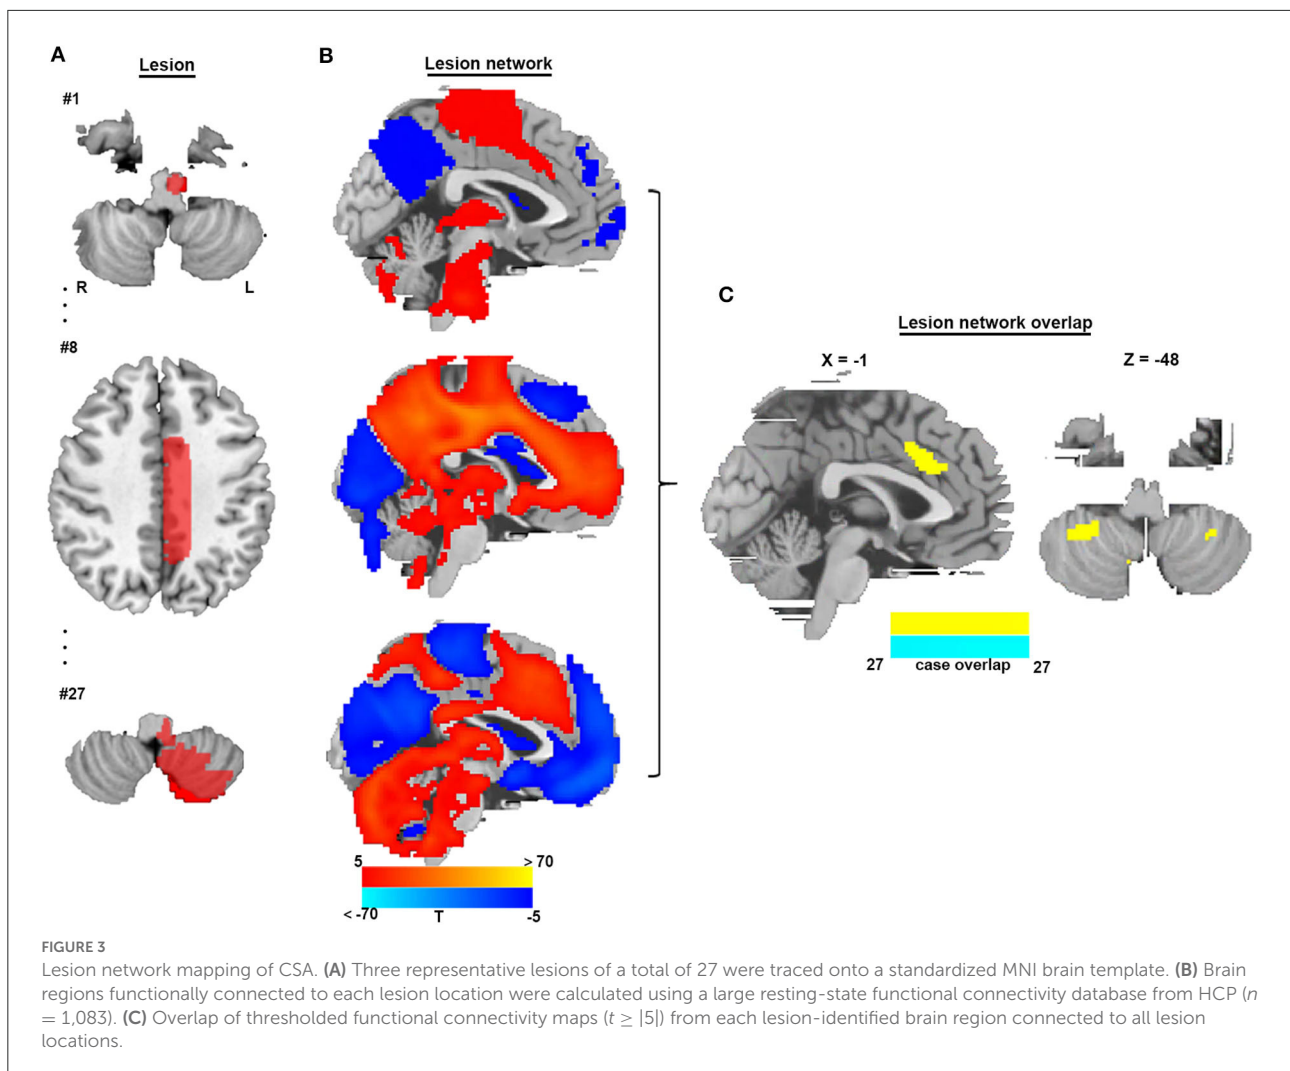 A
Lesion
#1
R
L
#8
#27
B
Lesion network
5
> 70
< -70
T
-5
C
Lesion network overlap
X = -1
Z = -48
27
case overlap
27
FIGURE 3
Lesion network mapping of CSA. (A) Three representative lesions of a total of 27 were traced onto a standardized MNI brain template. (B) Brain
regions functionally connected to each lesion location were calculated using a large resting-state functional connectivity database from HCP (n
= 1,083). (C) Overlap of thresholded functional connectivity maps (t ≥ |5|) from each lesion-identified brain region connected to all lesion
locations.